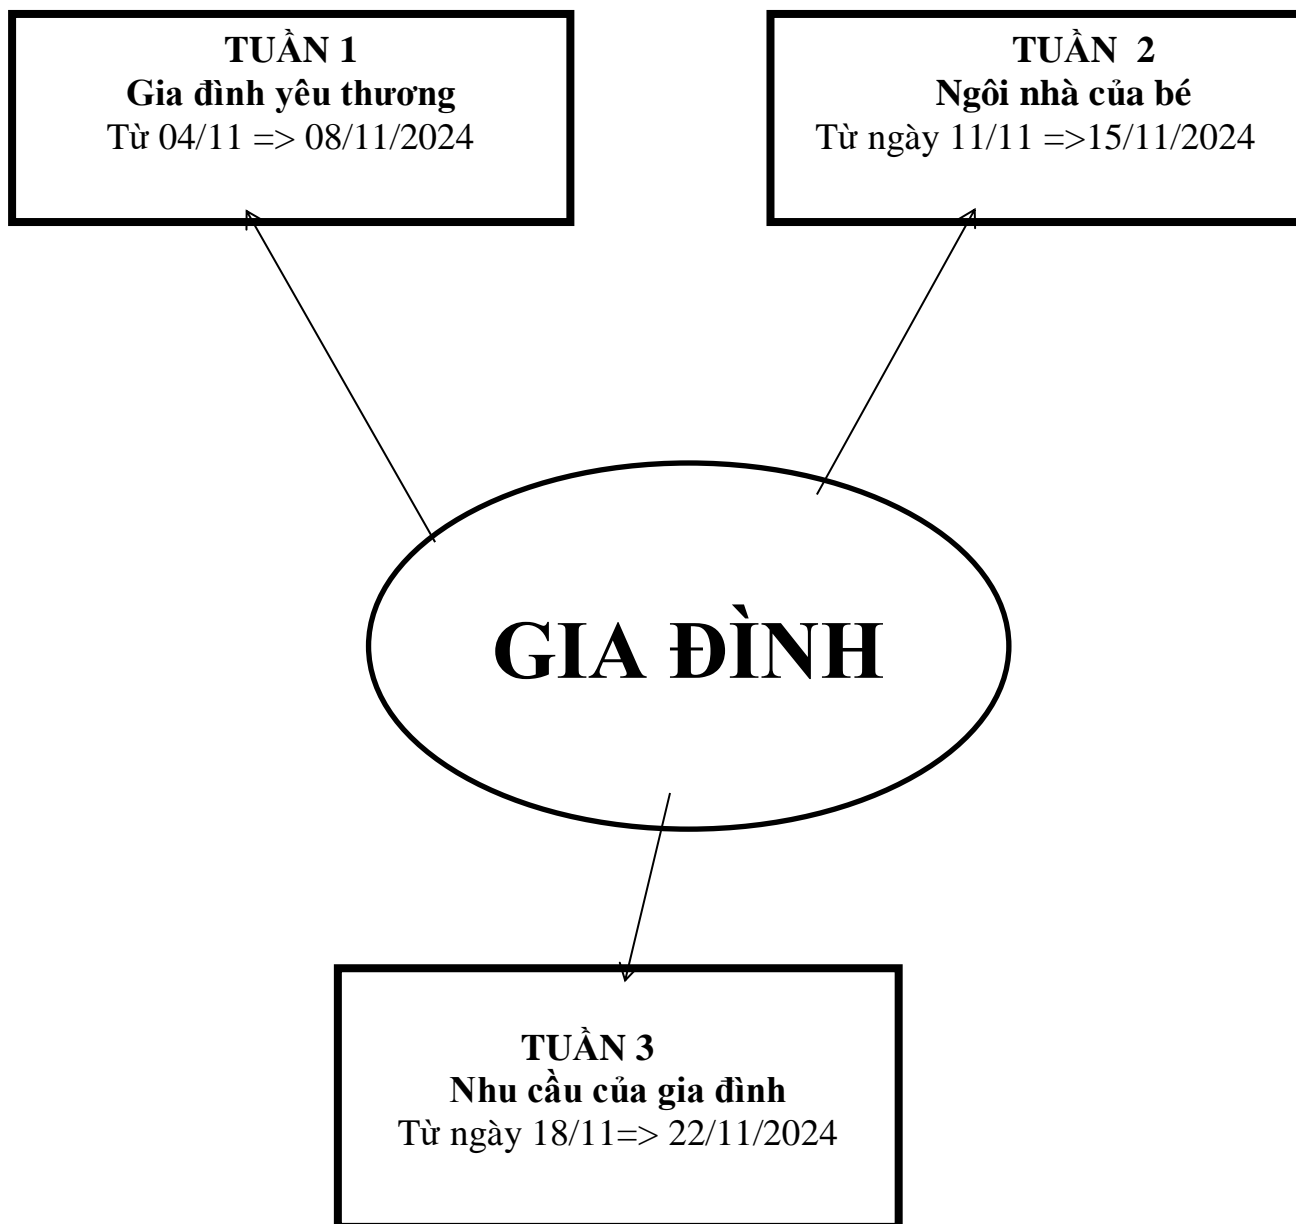 TUẦN 1
Gia đình yêu thương
Từ 04/11 => 08/11/2024
TUẦN 2
Ngôi nhà của bé
Từ ngày 11/11 =>15/11/2024
GIA ĐÌNH
TUẦN 3
Nhu cầu của gia đình
Từ ngày 18/11=> 22/11/2024